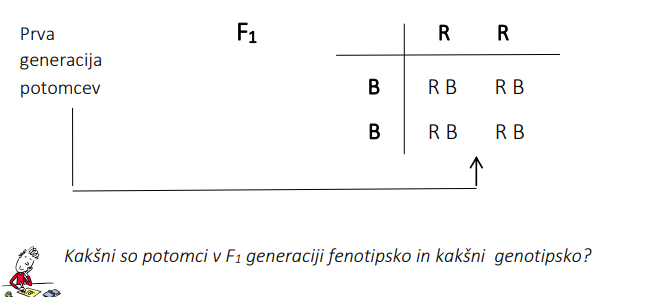 Prva
generacija
potomcev
F₁
R R
B R B R B
B R B R B
Kakšni so potomci v F₁ generaciji fenotipsko in kakšni genotipsko?